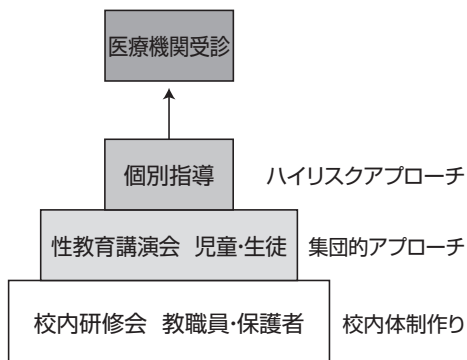 医療機関受診
個別指導 ハイリスクアプローチ
性教育講演会 児童・生徒 集団的アプローチ
校内研修会 教職員・保護者 校内体制作り